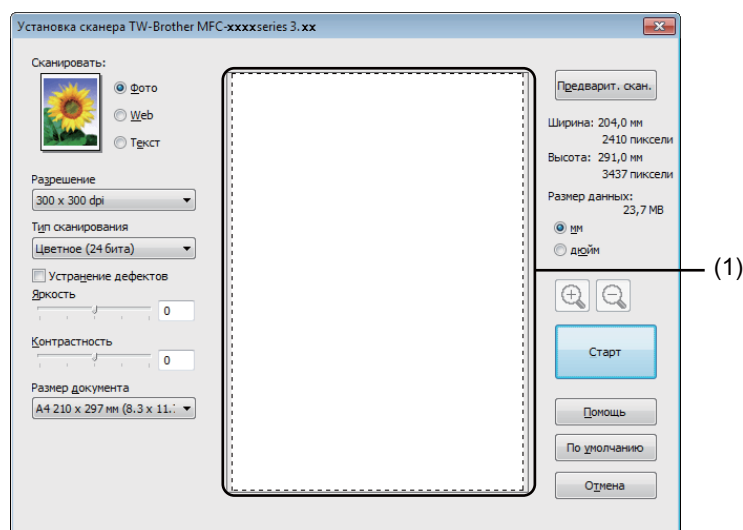 Установка сканера TW-Brother MFC-xxxxseries 3.xx
Сканировать:
Фото
Web
Текст
Разрешение
300 x 300 dpi
Тип сканирования
Цветное (24 бита)
Устранение дефектов
Яркость
0
Контрастность
0
Размер документа
A4 210 x 297 мм (8.3 x 11.
Предварит. скан.
Ширина: 204,0 мм
2410 пиксели
Высота: 291,0 мм
3437 пиксели
Размер данных:
23,7 MB
мм
дюйм
(1)
Старт
Помощь
По умолчанию
Отмена